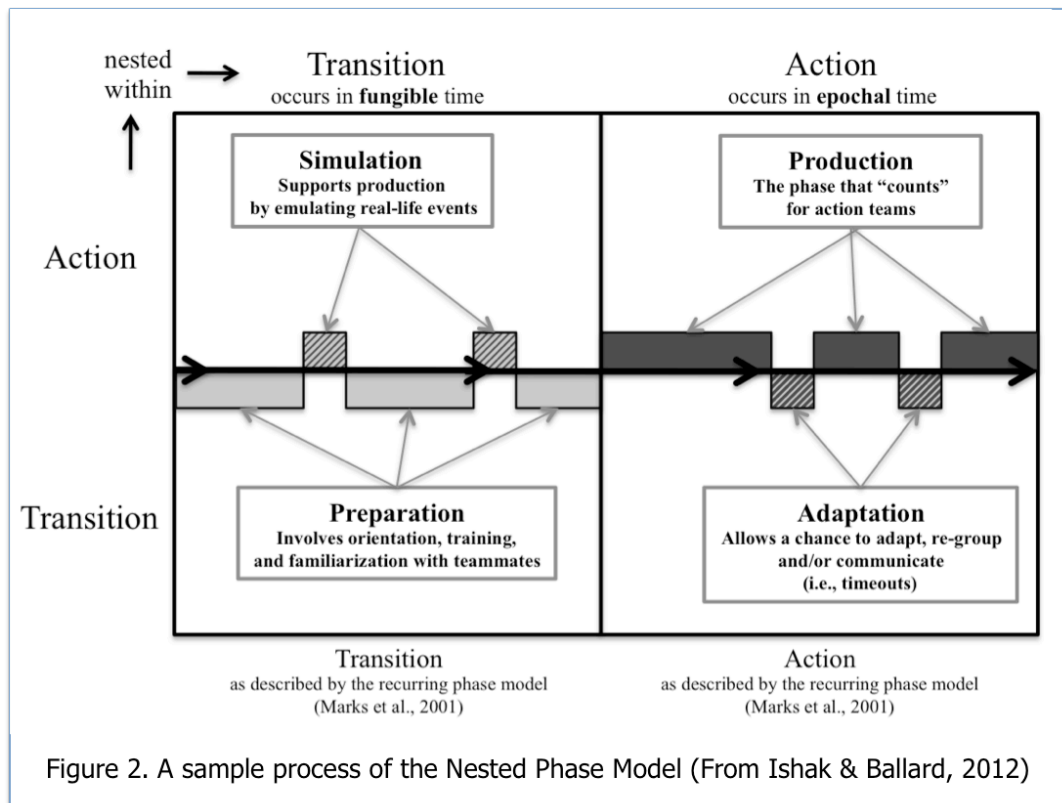 nested
within
Transition
occurs in fungible time
Action
occurs in epochal time
Simulation
Supports production
by emulating real-life events
Production
The phase that “counts”
for action teams
Action
Transition
Preparation
Involves orientation, training,
and familiarization with teammates
Adaptation
Allows a chance to adapt, re-group
and/or communicate
(i.e., timeouts)
Transition
as described by the recurring phase model
(Marks et al., 2001)
Action
as described by the recurring phase model
(Marks et al., 2001)
Figure 2. A sample process of the Nested Phase Model (From Ishak & Ballard, 2012)